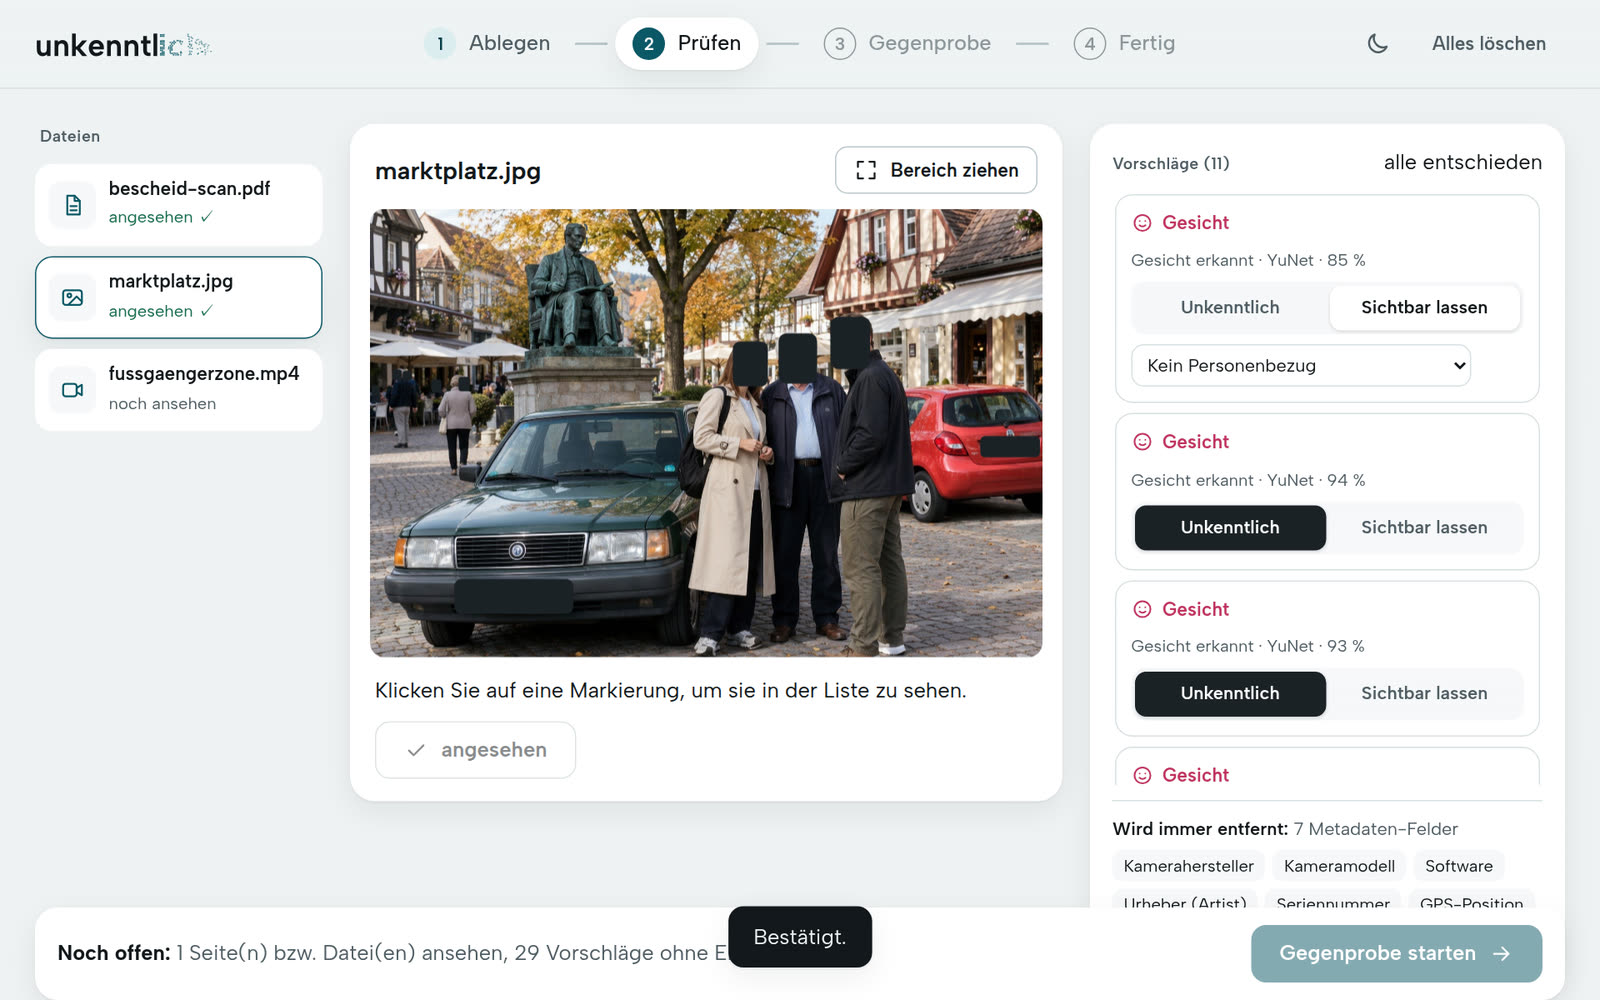 unkenntlich
1 Ablegen
2 Prüfen
3 Gegenprobe
4 Fertig
Alles löschen
Dateien
bescheid-scan.pdf
angesehen ✓
marktplatz.jpg
angesehen ✓
fussgaengerzone.mp4
noch ansehen
marktplatz.jpg
Bereich ziehen
Klicken Sie auf eine Markierung, um sie in der Liste zu sehen.
angesehen
Vorschläge (11)
alle entschieden
Gesicht
Gesicht erkannt · YuNet · 85 %
Unkenntlich
Sichtbar lassen
Kein Personenbezug
Gesicht
Gesicht erkannt · YuNet · 94 %
Unkenntlich
Sichtbar lassen
Gesicht
Gesicht erkannt · YuNet · 93 %
Unkenntlich
Sichtbar lassen
Gesicht
Wird immer entfernt: 7 Metadaten-Felder
Kamerahersteller
Kameramodell
Software
Urheber (Artist)
Seriennummer
GPS-Position
Noch offen: 1 Seite(n) bzw. Datei(en) ansehen, 29 Vorschläge ohne
Bestätigt.
Gegenprobe starten